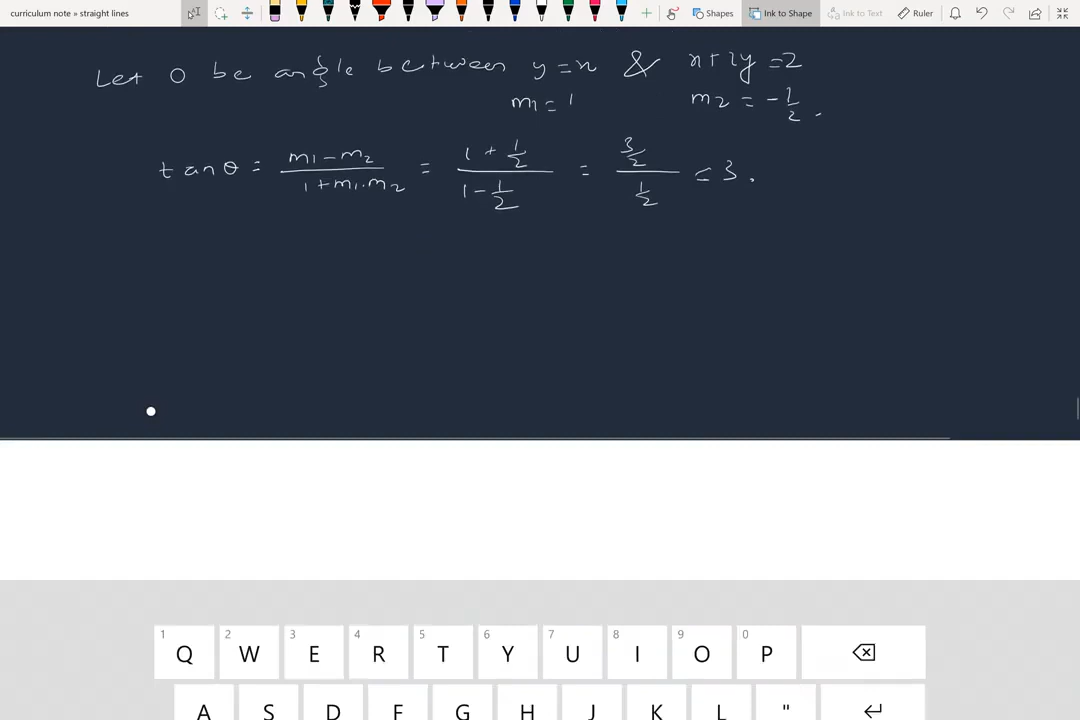 curriculum note » straight lines
Shapes Ink to Shape Ink to Text Ruler
Let O be angle between y = x & x + 2y = 2
m1 = 1 m2 = -1/2.
tan θ = (m1 - m2)/(1 + m1.m2) = (1 + 1/2)/(1 - 1/2) = (3/2)/(1/2) = 3.
1 2 3 4 5 6 7 8 9 0
Q W E R T Y U I O P
A S D F G H J K L "